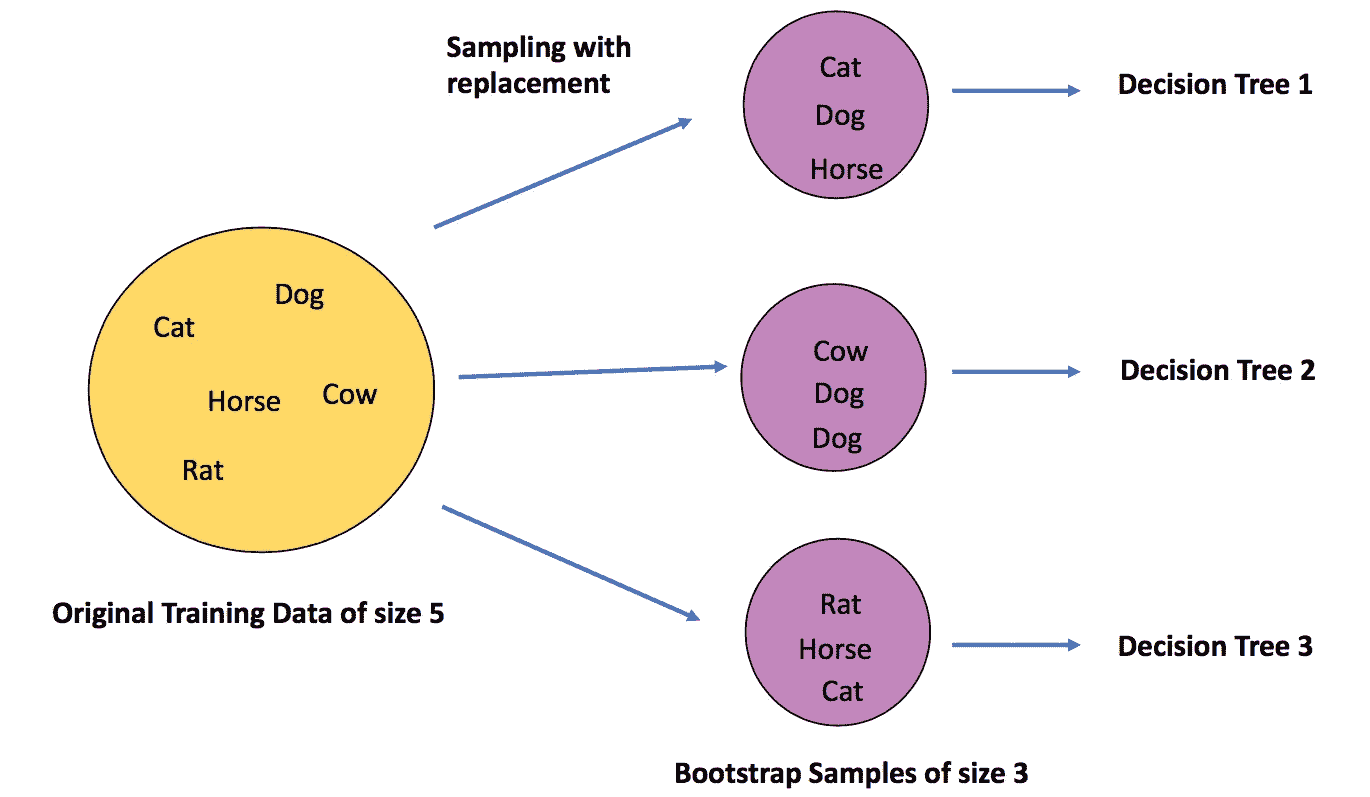 Sampling with
replacement
Cat
Dog
Horse
Decision Tree 1
Dog
Cat
Horse
Cow
Rat
Original Training Data of size 5
Cow
Dog
Dog
Decision Tree 2
Rat
Horse
Cat
Decision Tree 3
Bootstrap Samples of size 3